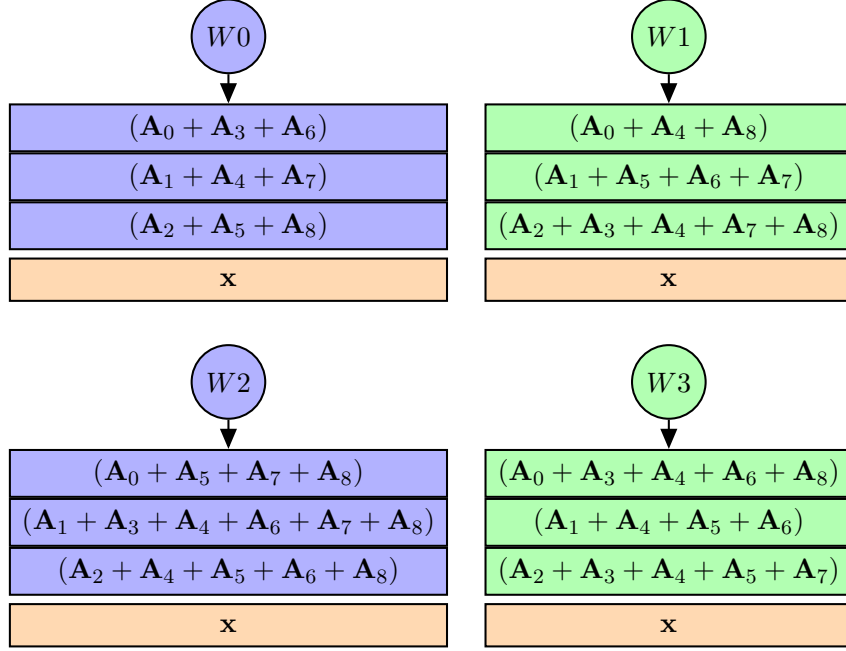 W0
(A₀ + A₃ + A₆)
(A₁ + A₄ + A₇)
(A₂ + A₅ + A₈)
x
W1
(A₀ + A₄ + A₈)
(A₁ + A₅ + A₆ + A₇)
(A₂ + A₃ + A₄ + A₇ + A₈)
x
W2
(A₀ + A₅ + A₇ + A₈)
(A₁ + A₃ + A₄ + A₆ + A₇ + A₈)
(A₂ + A₄ + A₅ + A₆ + A₈)
x
W3
(A₀ + A₃ + A₄ + A₆ + A₈)
(A₁ + A₄ + A₅ + A₆)
(A₂ + A₃ + A₄ + A₅ + A₇)
x